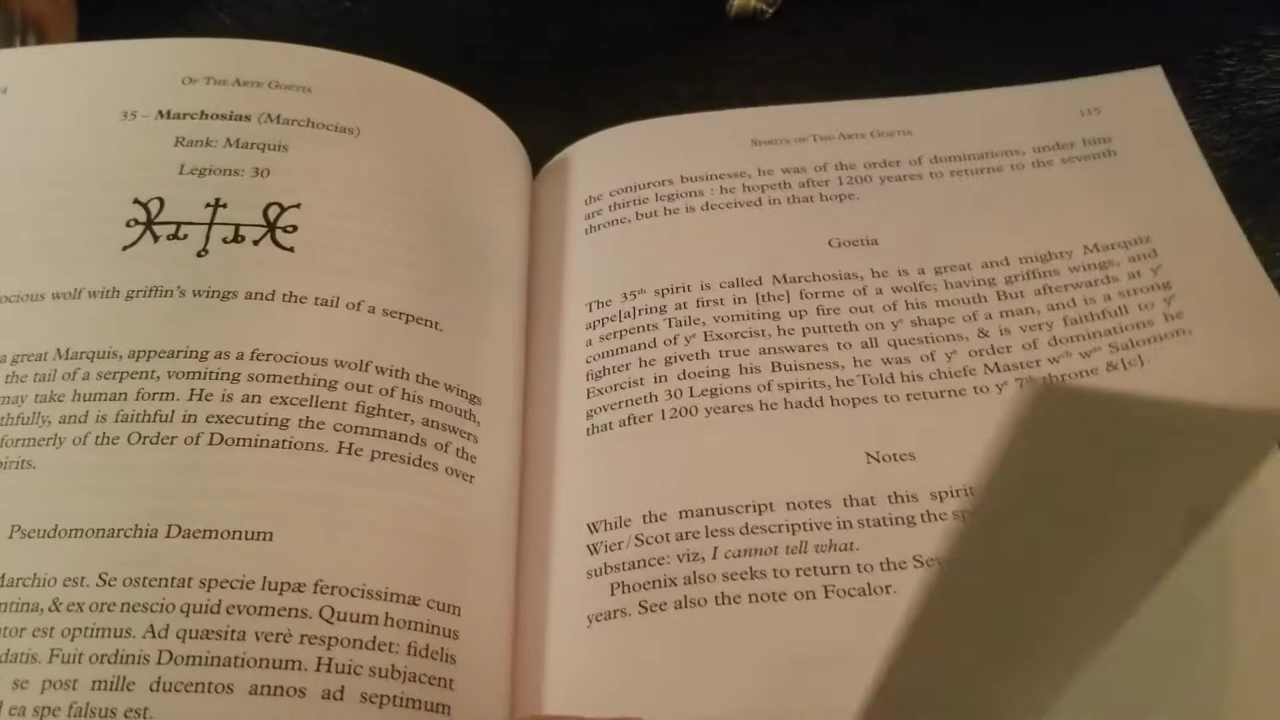 4
OF THE ARTE GOETIA
35 – Marchosias (Marchocias)
Rank: Marquis
Legions: 30
ocious wolf with griffin's wings and the tail of a serpent.
a great Marquis, appearing as a ferocious wolf with the wings
the tail of a serpent, vomiting something out of his mouth,
may take human form. He is an excellent fighter, answers
thfully, and is faithful in executing the commands of the
formerly of the Order of Dominations. He presides over
pirits.
Pseudomonarchia Daemonum
Marchio est. Se ostentat specie lupæ ferocissimæ cum
ntina, & ex ore nescio quid evomens. Quum hominus
tor est optimus. Ad quæsita verè respondet: fidelis
datis. Fuit ordinis Dominationum. Huic subjacent
se post mille ducentos annos ad septimum
ea spe falsus est.
SPIRITS OF THE ARTE GOETIA
115
the conjurors businesse, he was of the order of dominations, under him
are thirtie legions : he hopeth after 1200 yeares to returne to the seventh
throne, but he is deceived in that hope.
Goetia
The 35th spirit is called Marchosias, he is a great and mighty Marquiz
appe[a]ring at first in [the] forme of a wolfe; having griffins wings, and
a serpents Taile, vomiting up fire out of his mouth But afterwards at ye
command of ye Exorcist, he putteth on ye shape of a man, and is a strong
fighter he giveth true answares to all questions, & is very faithfull to ye
Exorcist in doeing his Buisness, he was of ye order of dominations he
governeth 30 Legions of spirits, he Told his chiefe Master wch was Salomon,
that after 1200 yeares he hadd hopes to returne to ye 7th throne &[c].
Notes
While the manuscript notes that this spirit
Wier/Scot are less descriptive in stating the
substance: viz, I cannot tell what.
Phoenix also seeks to return to the
years. See also the note on Focalor.